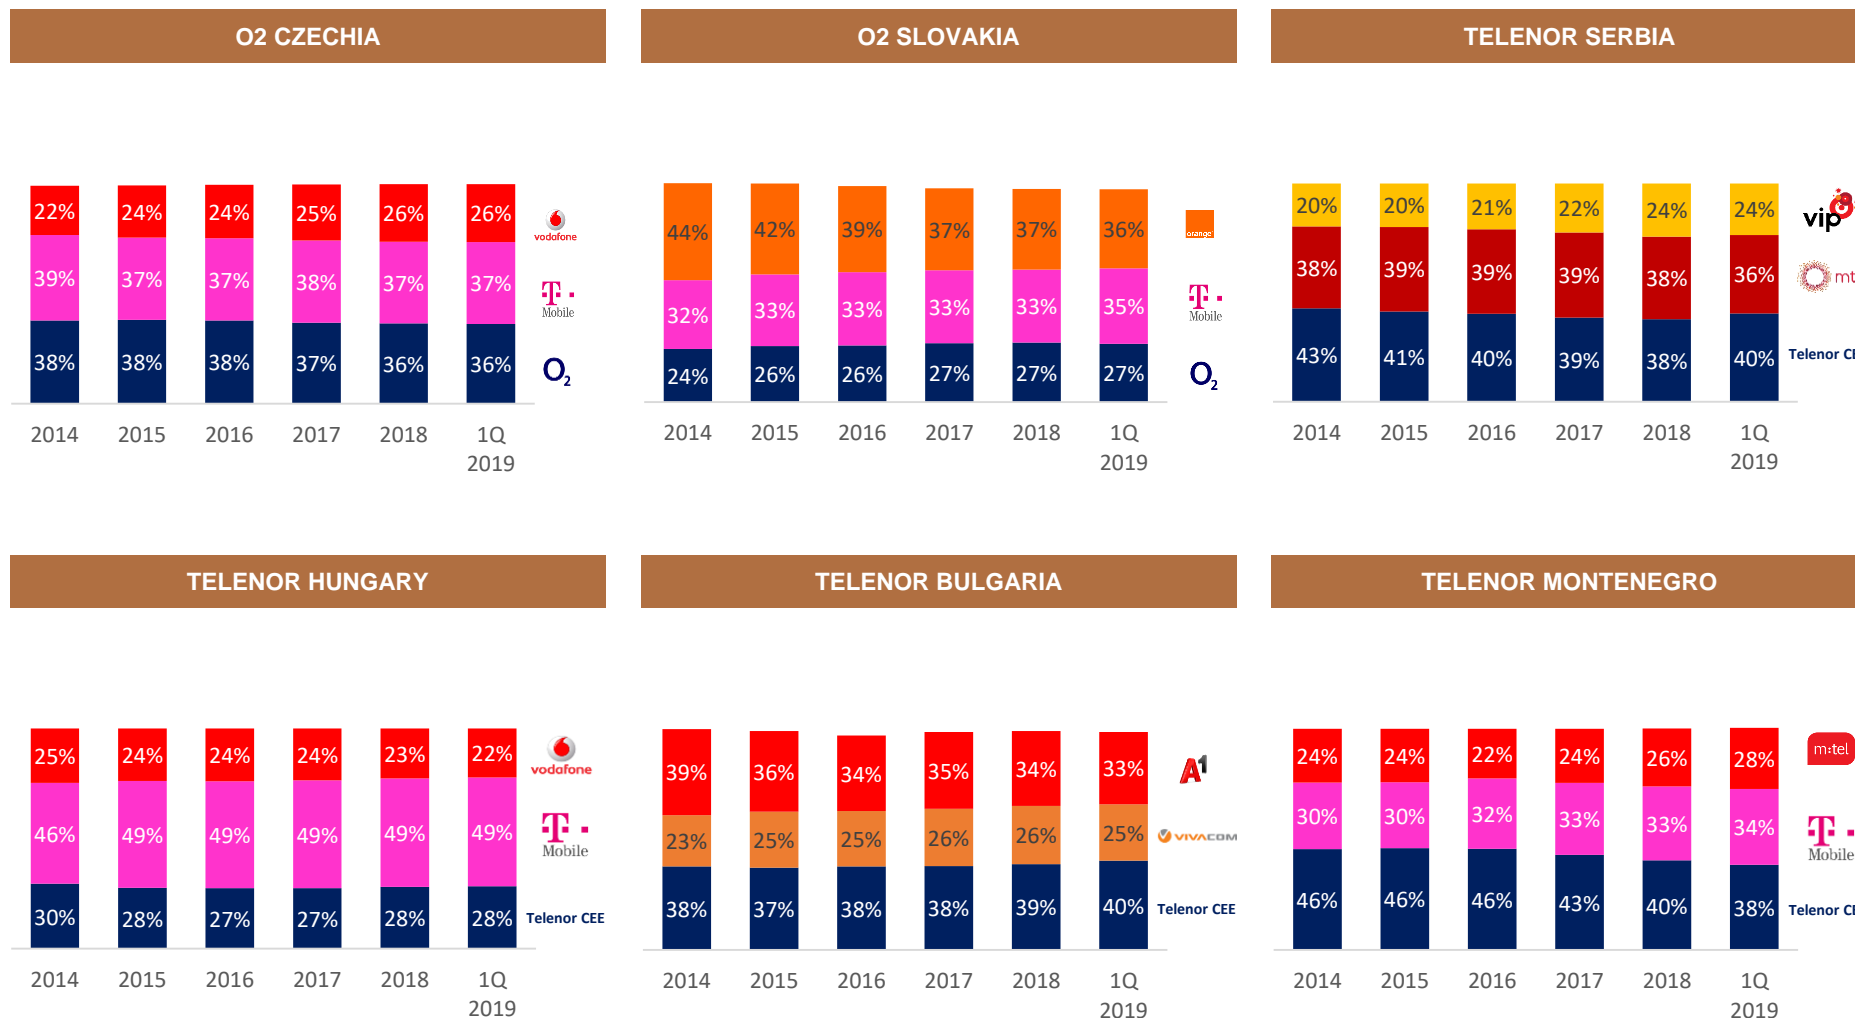 O2 CZECHIA
22% 24% 24% 25% 26% 26%
vodofone
39% 37% 37% 38% 37% 37%
T
Mobile
38% 38% 38% 37% 36% 36%
O2
2014 2015 2016 2017 2018 1Q
2019
O2 SLOVAKIA
44% 42% 39% 37% 37% 36%
orange
32% 33% 33% 33% 33% 35%
T
Mobile
24% 26% 26% 27% 27% 27%
O2
2014 2015 2016 2017 2018 1Q
2019
TELENOR SERBIA
20% 20% 21% 22% 24% 24%
vip
38% 39% 39% 39% 38% 36%
mt
43% 41% 40% 39% 38% 40%
Telenor CE
2014 2015 2016 2017 2018 1Q
2019
TELENOR HUNGARY
25% 24% 24% 24% 23% 22%
vodafone
46% 49% 49% 49% 49% 49%
T
Mobile
30% 28% 27% 27% 28% 28%
Telenor CEE
2014 2015 2016 2017 2018 1Q
2019
TELENOR BULGARIA
39% 36% 34% 35% 34% 33%
A1
23% 25% 25% 26% 26% 25%
VIVACOM
38% 37% 38% 38% 39% 40%
Telenor CEE
2014 2015 2016 2017 2018 1Q
2019
TELENOR MONTENEGRO
24% 24% 22% 24% 26% 28%
m:tel
30% 30% 32% 33% 33% 34%
T
Mobile
46% 46% 46% 43% 40% 38%
Telenor CE
2014 2015 2016 2017 2018 1Q
2019